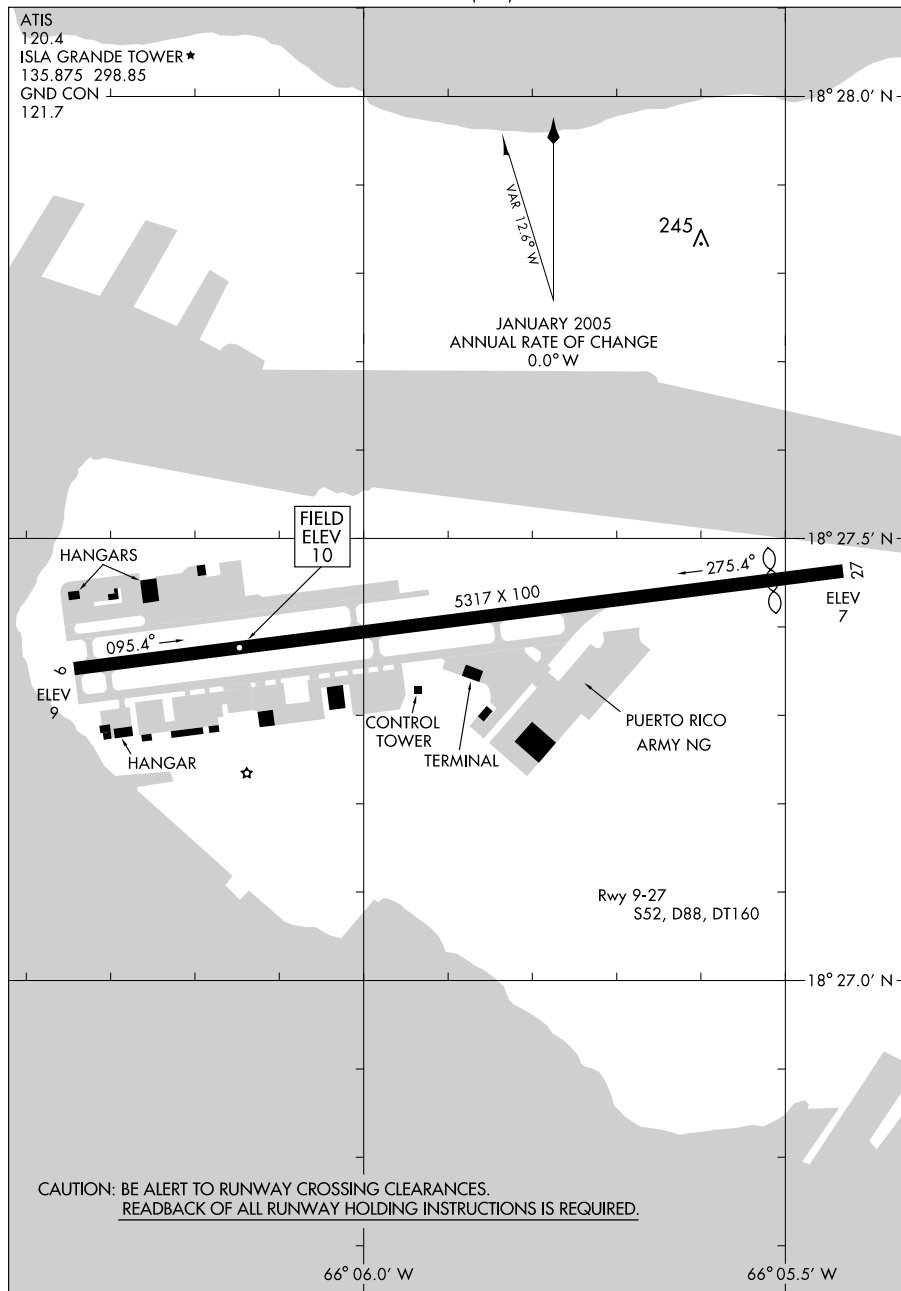 ATIS
120.4
ISLA GRANDE TOWER★
135.875 298.85
GND CON
121.7
18° 28.0' N
VAR 12.6° W
245
JANUARY 2005
ANNUAL RATE OF CHANGE
0.0° W
FIELD
ELEV
10
18° 27.5' N
HANGARS
275.4°
27
5317 X 100
ELEV
7
095.4°
9
ELEV
9
CONTROL
TOWER
TERMINAL
PUERTO RICO
ARMY NG
HANGAR
Rwy 9-27
S52, D88, DT160
18° 27.0' N
CAUTION: BE ALERT TO RUNWAY CROSSING CLEARANCES.
READBACK OF ALL RUNWAY HOLDING INSTRUCTIONS IS REQUIRED.
66° 06.0' W
66° 05.5' W